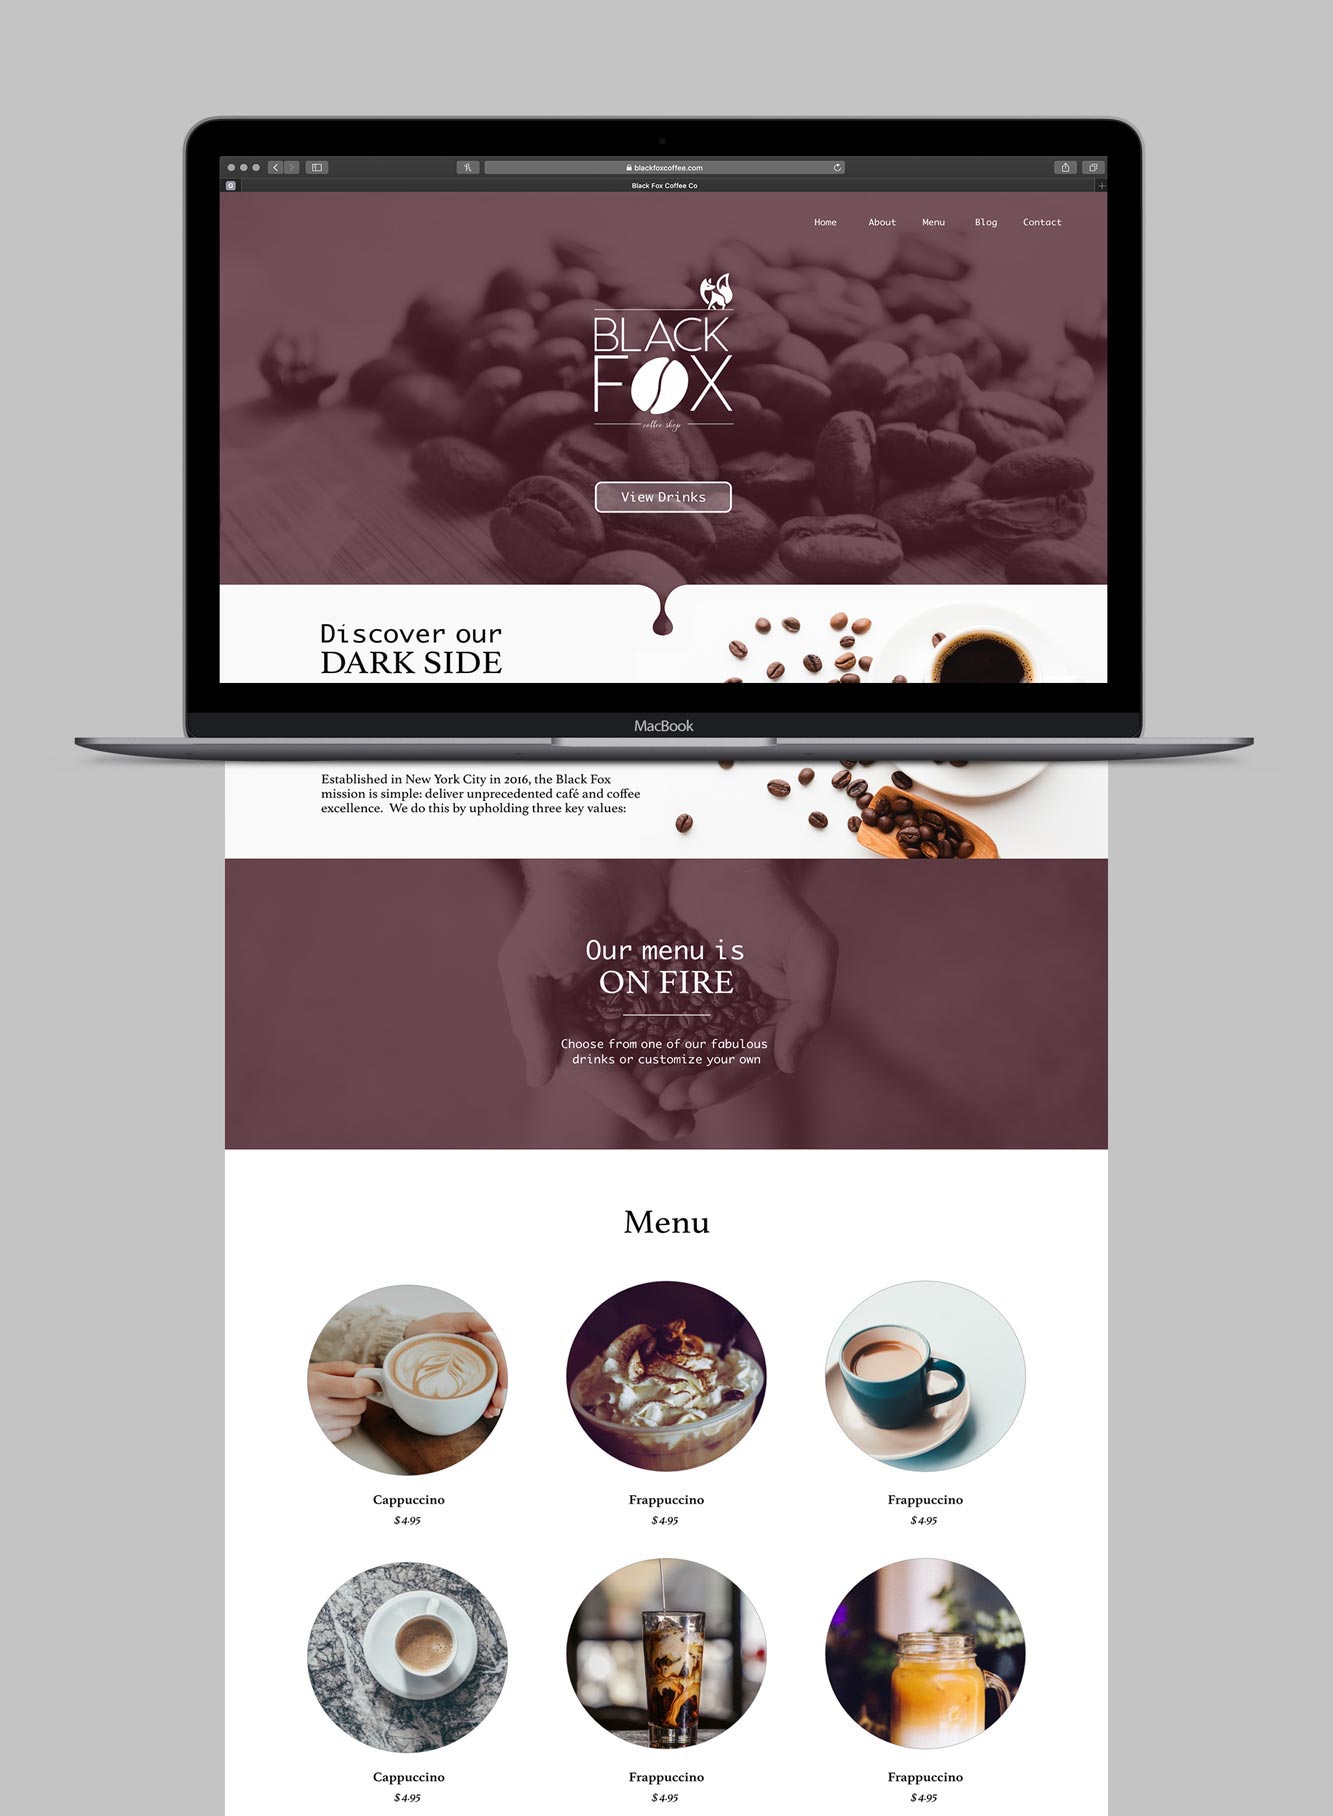 blackfoxcoffee.com
G
Black Fox Coffee Co
Home About Menu Blog Contact
BLACK
FOX
coffee shop
View Drinks
Discover our
DARK SIDE
MacBook
Established in New York City in 2016, the Black Fox
mission is simple: deliver unprecedented café and coffee
excellence. We do this by upholding three key values:
Our menu is
ON FIRE
Choose from one of our fabulous
drinks or customize your own
Menu
Cappuccino Frappuccino Frappuccino
$4.95 $4.95 $4.95
Cappuccino Frappuccino Frappuccino
$4.95 $4.95 $4.95